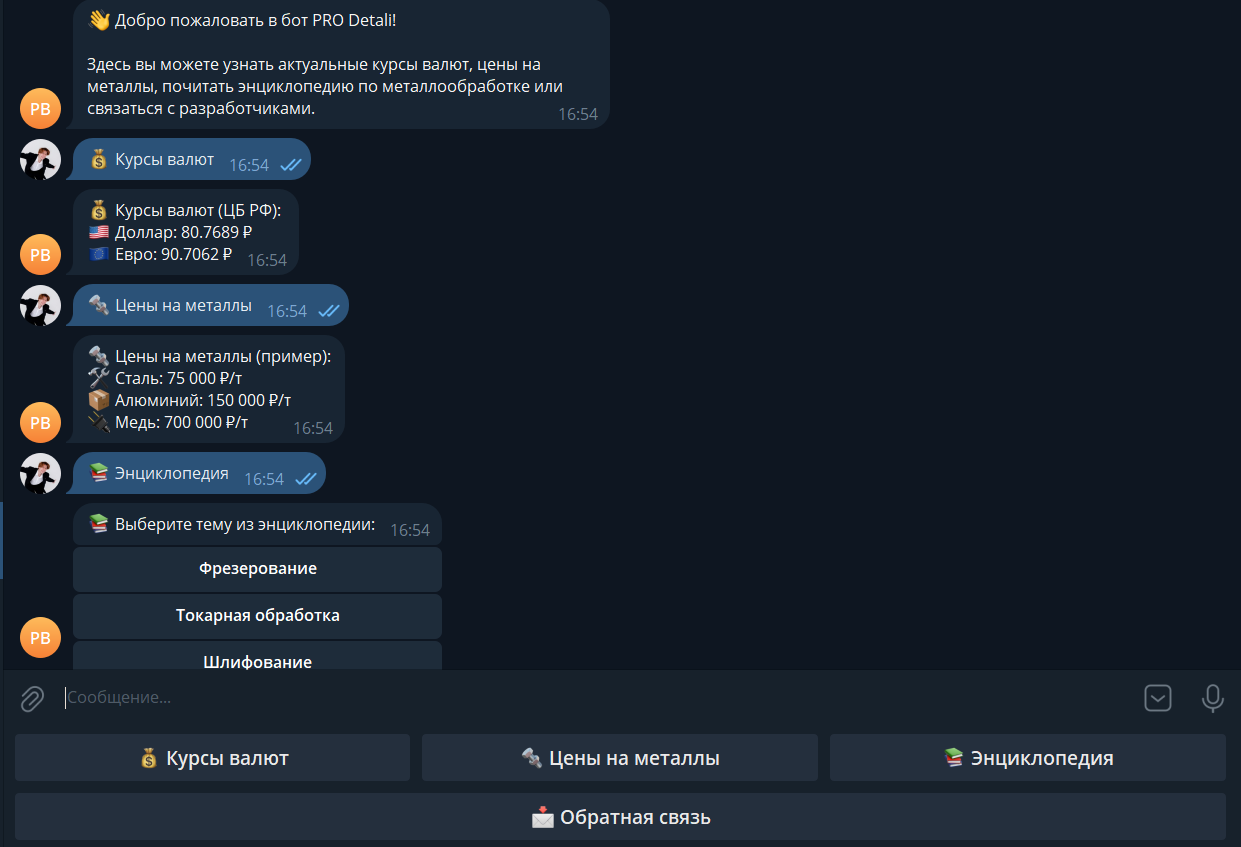 👋 Добро пожаловать в бот PRO Detali!
Здесь вы можете узнать актуальные курсы валют, цены на
металлы, почитать энциклопедию по металлообработке или
связаться с разработчиками.
16:54
PB
💰 Курсы валют 16:54
💰 Курсы валют (ЦБ РФ):
🇺🇸 Доллар: 80.7689 ₽
🇪🇺 Евро: 90.7062 ₽ 16:54
PB
🔩 Цены на металлы 16:54
🔩 Цены на металлы (пример):
🛠 Сталь: 75 000 ₽/т
📦 Алюминий: 150 000 ₽/т
🔌 Медь: 700 000 ₽/т 16:54
PB
📚 Энциклопедия 16:54
📚 Выберите тему из энциклопедии: 16:54
Фрезерование
Токарная обработка
PB
Шлифование
Сообщение...
💰 Курсы валют 🔩 Цены на металлы 📚 Энциклопедия
📩 Обратная связь